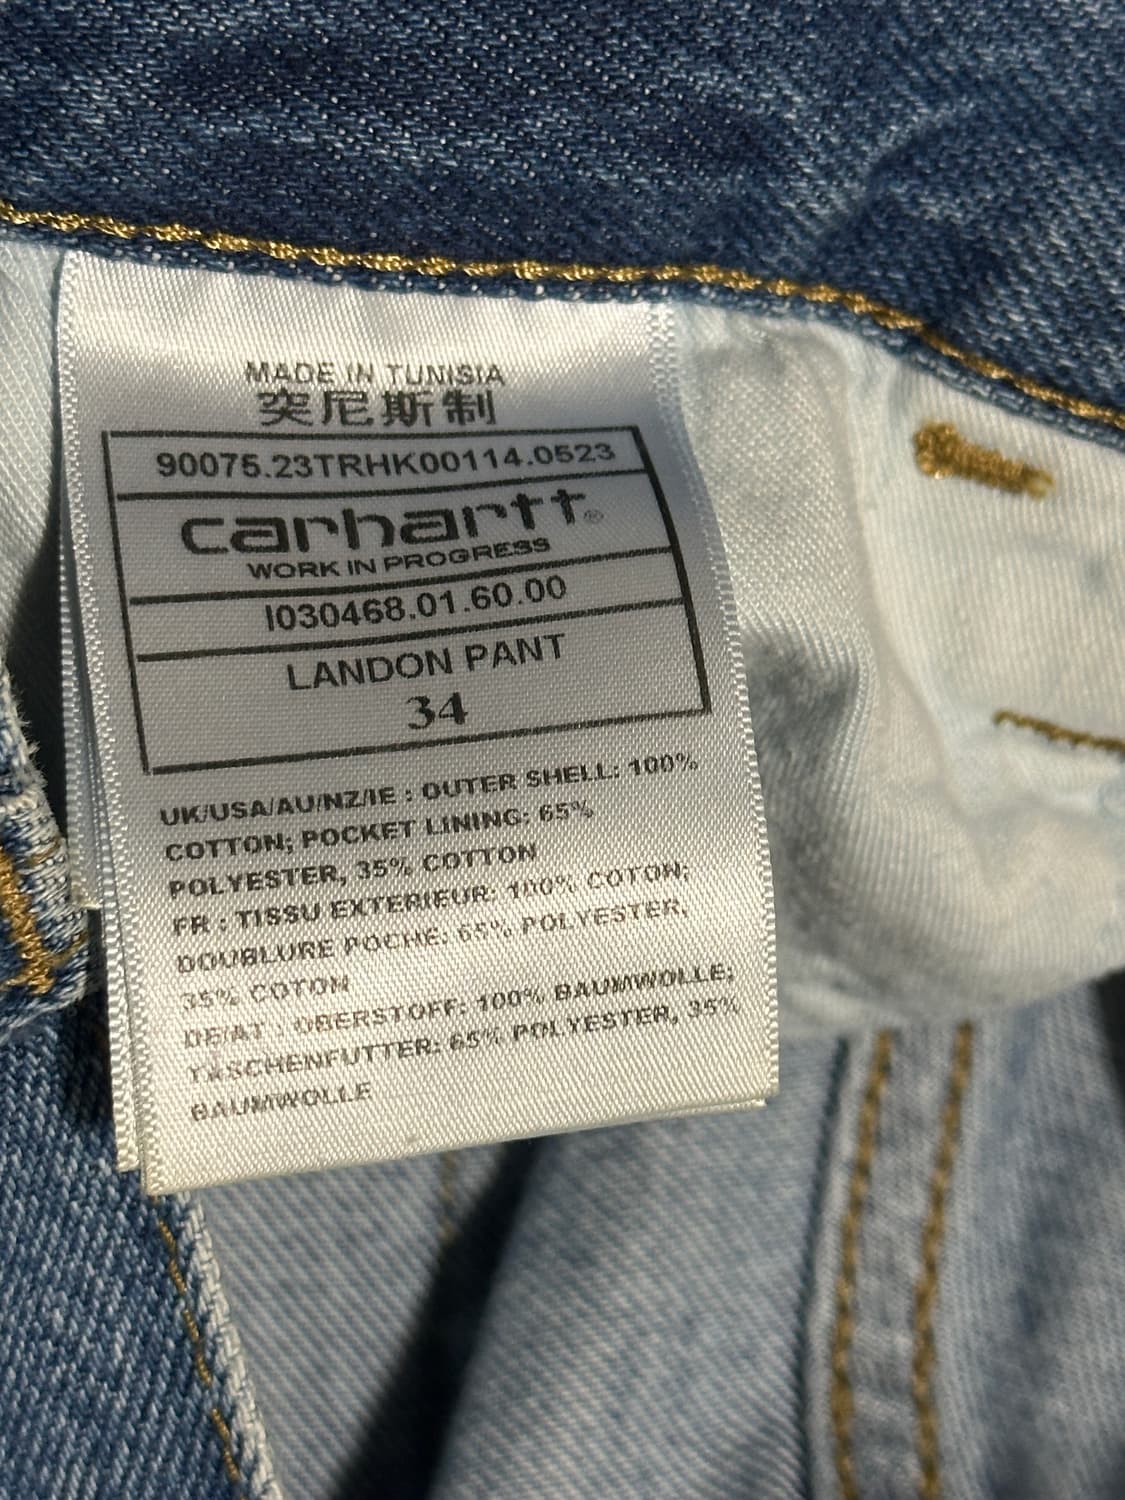 MADE IN TUNISIA
突尼斯制
90075.23TRHK00114.0523
carhartt®
WORK IN PROGRESS
I030468.01.60.00
LANDON PANT
34
UK/USA/AU/NZ/IE : OUTER SHELL: 100%
COTTON; POCKET LINING: 65%
POLYESTER, 35% COTTON
FR : TISSU EXTERIEUR: 100% COTON;
DOUBLURE POCHE: 65% POLYESTER,
35% COTON
DE/AT : OBERSTOFF: 100% BAUMWOLLE;
TASCHENFUTTER: 65% POLYESTER, 35%
BAUMWOLLE